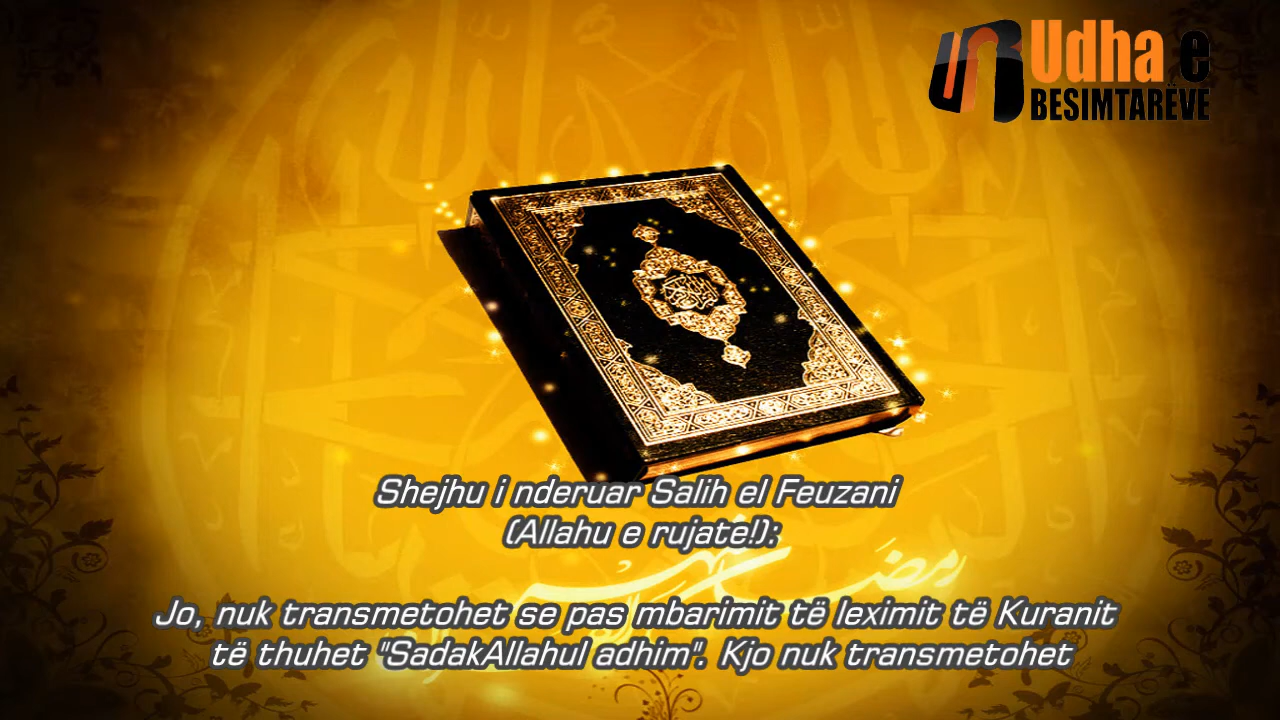 Udha e
BESIMTARËVE
Shejhu i nderuar Salih el Feuzani
(Allahu e rujatë!):
Jo, nuk transmetohet se pas mbarimit të leximit të Kuranit
të thuhet "SadakAllahul adhim". Kjo nuk transmetohet